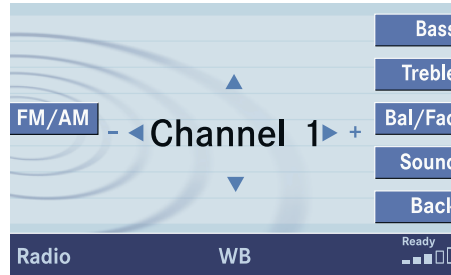 Bass
Treble
FM/AM
- Channel 1 +
Bal/Fad
Sound
Back
Radio
WB
Ready